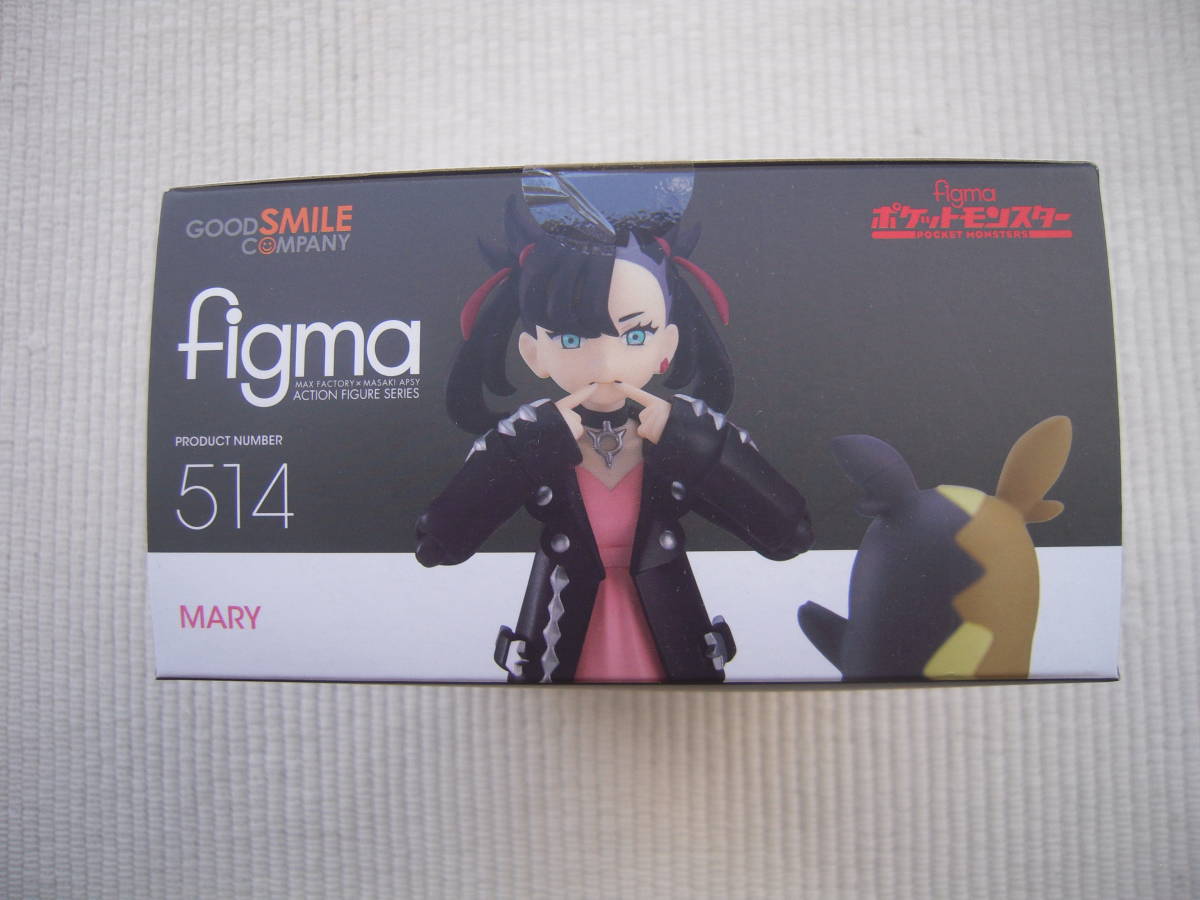 GOOD SMILE
COMPANY
figma
ポケットモンスター
POCKET MONSTERS
figma
MAX FACTORY × MASAKI APSY
ACTION FIGURE SERIES
PRODUCT NUMBER
514
MARY